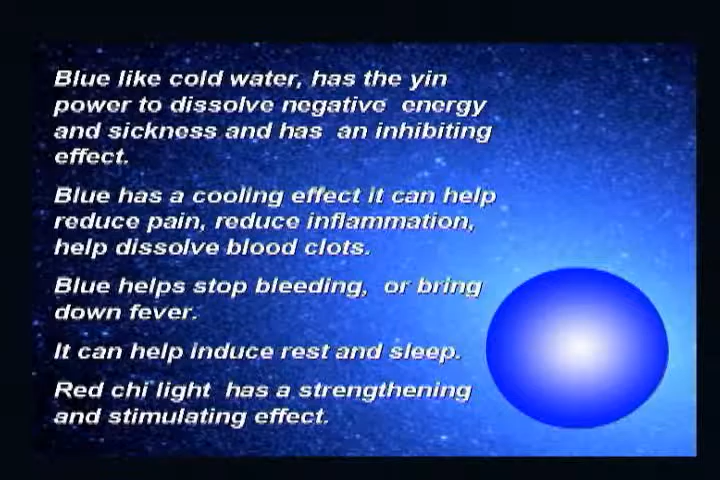 Blue like cold water, has the yin
power to dissolve negative energy
and sickness and has an inhibiting
effect.
Blue has a cooling effect it can help
reduce pain, reduce inflammation,
help dissolve blood clots.
Blue helps stop bleeding, or bring
down fever.
It can help induce rest and sleep.
Red chi light has a strengthening
and stimulating effect.